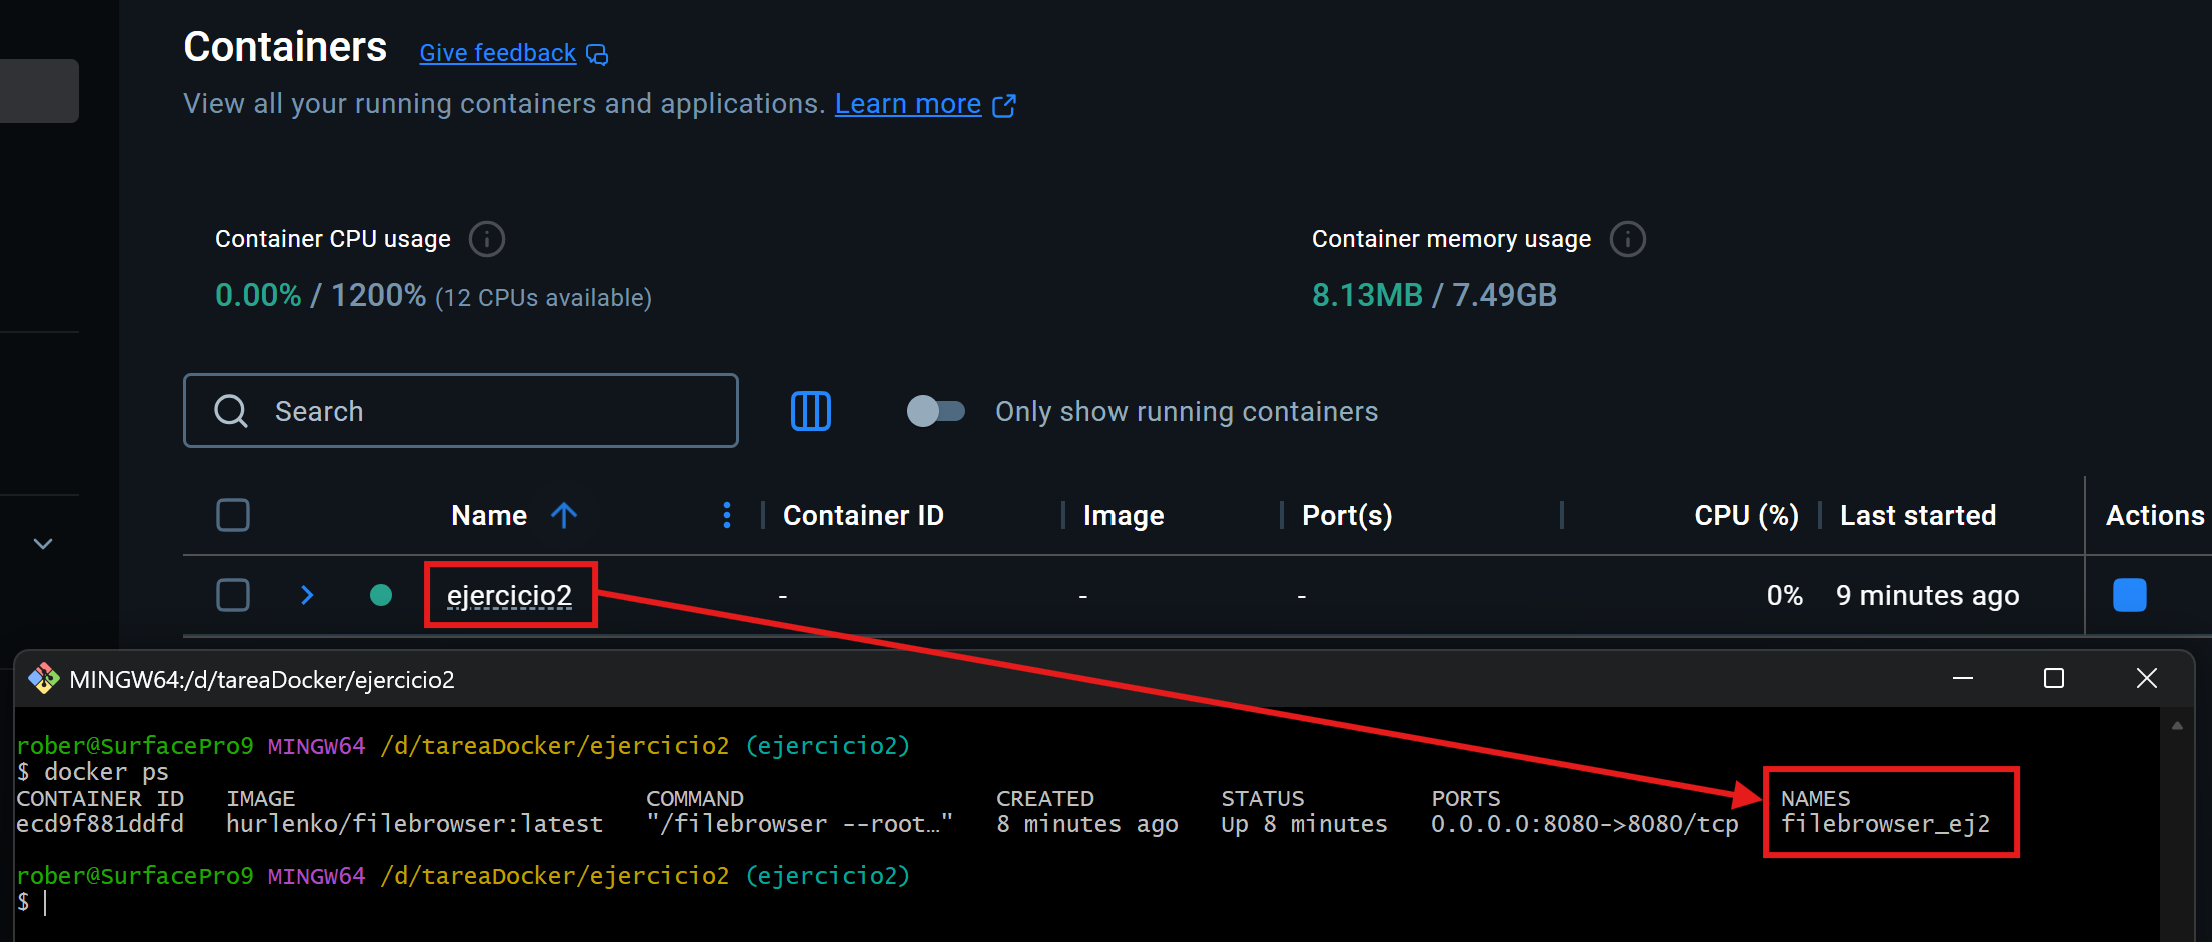 Containers Give feedback
View all your running containers and applications. Learn more
Container CPU usage Container memory usage
0.00% / 1200% (12 CPUs available) 8.13MB / 7.49GB
Search Only show running containers
Name Container ID Image Port(s) CPU (%) Last started Actions
ejercicio2 - - - 0% 9 minutes ago
MINGW64:/d/tareaDocker/ejercicio2
rober@SurfacePro9 MINGW64 /d/tareaDocker/ejercicio2 (ejercicio2)
$ docker ps
CONTAINER ID IMAGE COMMAND CREATED STATUS PORTS NAMES
ecd9f881ddfd hurlenko/filebrowser:latest "/filebrowser --root…" 8 minutes ago Up 8 minutes 0.0.0.0:8080->8080/tcp filebrowser_ej2
rober@SurfacePro9 MINGW64 /d/tareaDocker/ejercicio2 (ejercicio2)
$